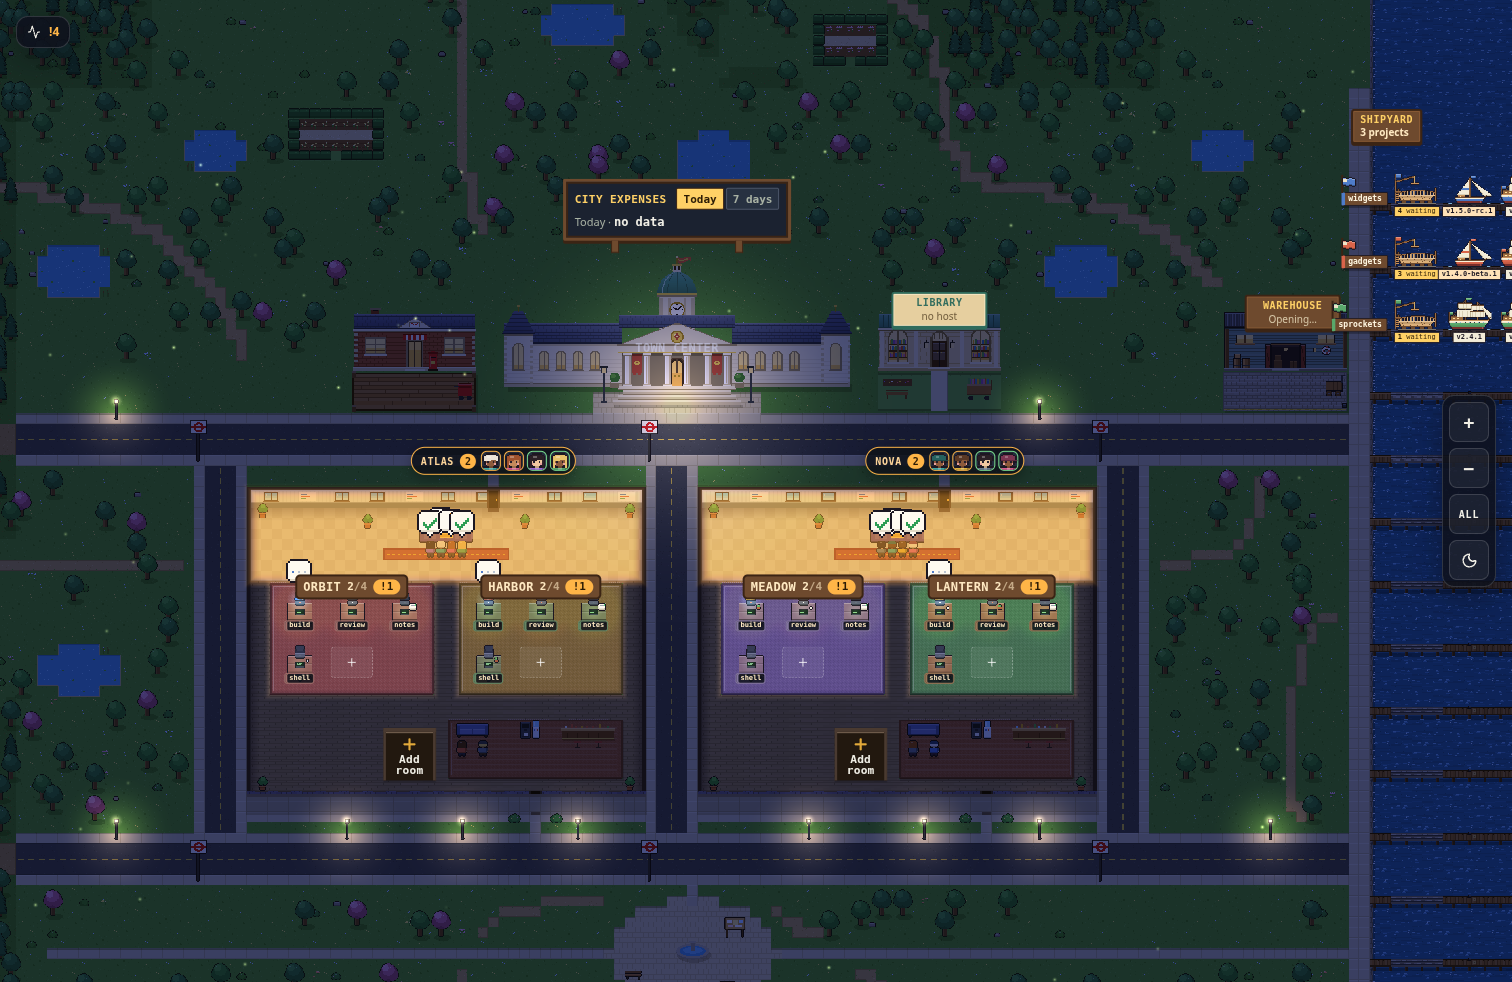 !4
CITY EXPENSES Today 7 days
Today · no data
SHIPYARD
3 projects
widgets
4 waiting v1.5.0-rc.1
gadgets
3 waiting v1.4.0-beta.1
sprockets
1 waiting v2.4.1
LIBRARY
no host
WAREHOUSE
Opening...
TOWN CENTER
ATLAS 2
NOVA 2
+
−
ALL
ORBIT 2/4 !1
HARBOR 2/4 !1
MEADOW 2/4 !1
LANTERN 2/4 !1
build review notes
build review notes
build review notes
build review notes
shell +
shell +
shell +
shell +
+
Add
room
+
Add
room